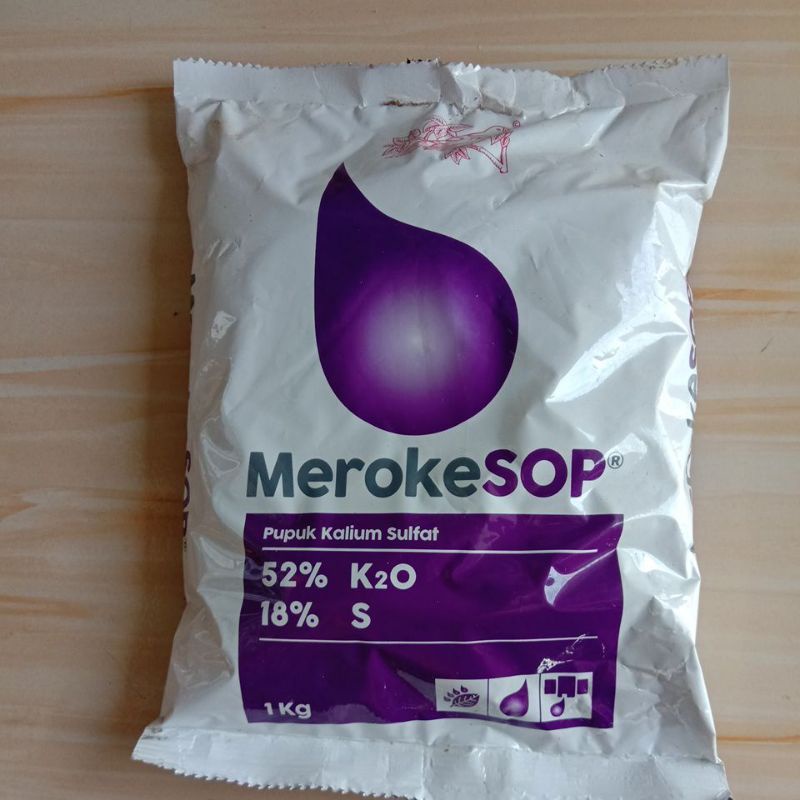 MerokeSOP®
Pupuk Kalium Sulfat
52% K2O
18% S
1 Kg